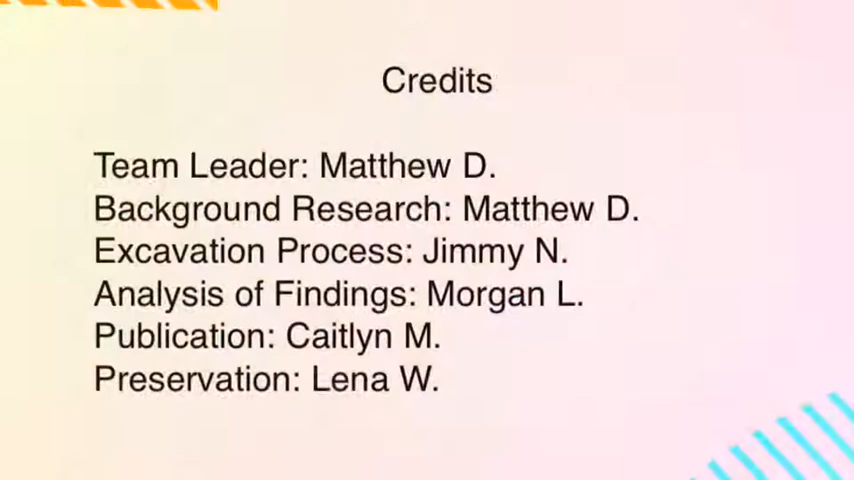 Credits
Team Leader: Matthew D.
Background Research: Matthew D.
Excavation Process: Jimmy N.
Analysis of Findings: Morgan L.
Publication: Caitlyn M.
Preservation: Lena W.